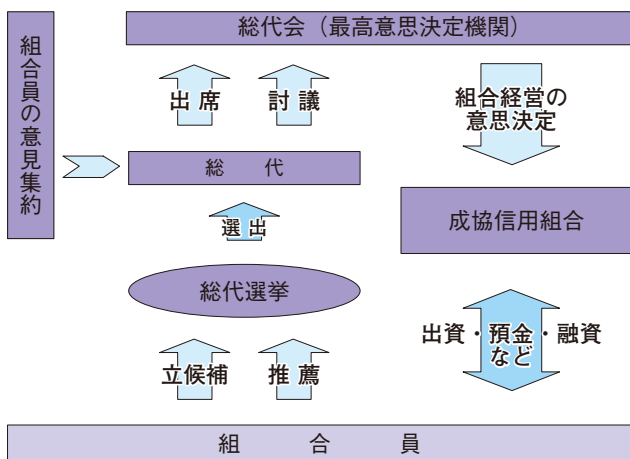 総代会（最高意思決定機関）
組合員の意見集約
出席
討議
組合経営の
意思決定
総代
成協信用組合
選出
総代選挙
出資・預金・融資
など
立候補
推薦
組合員